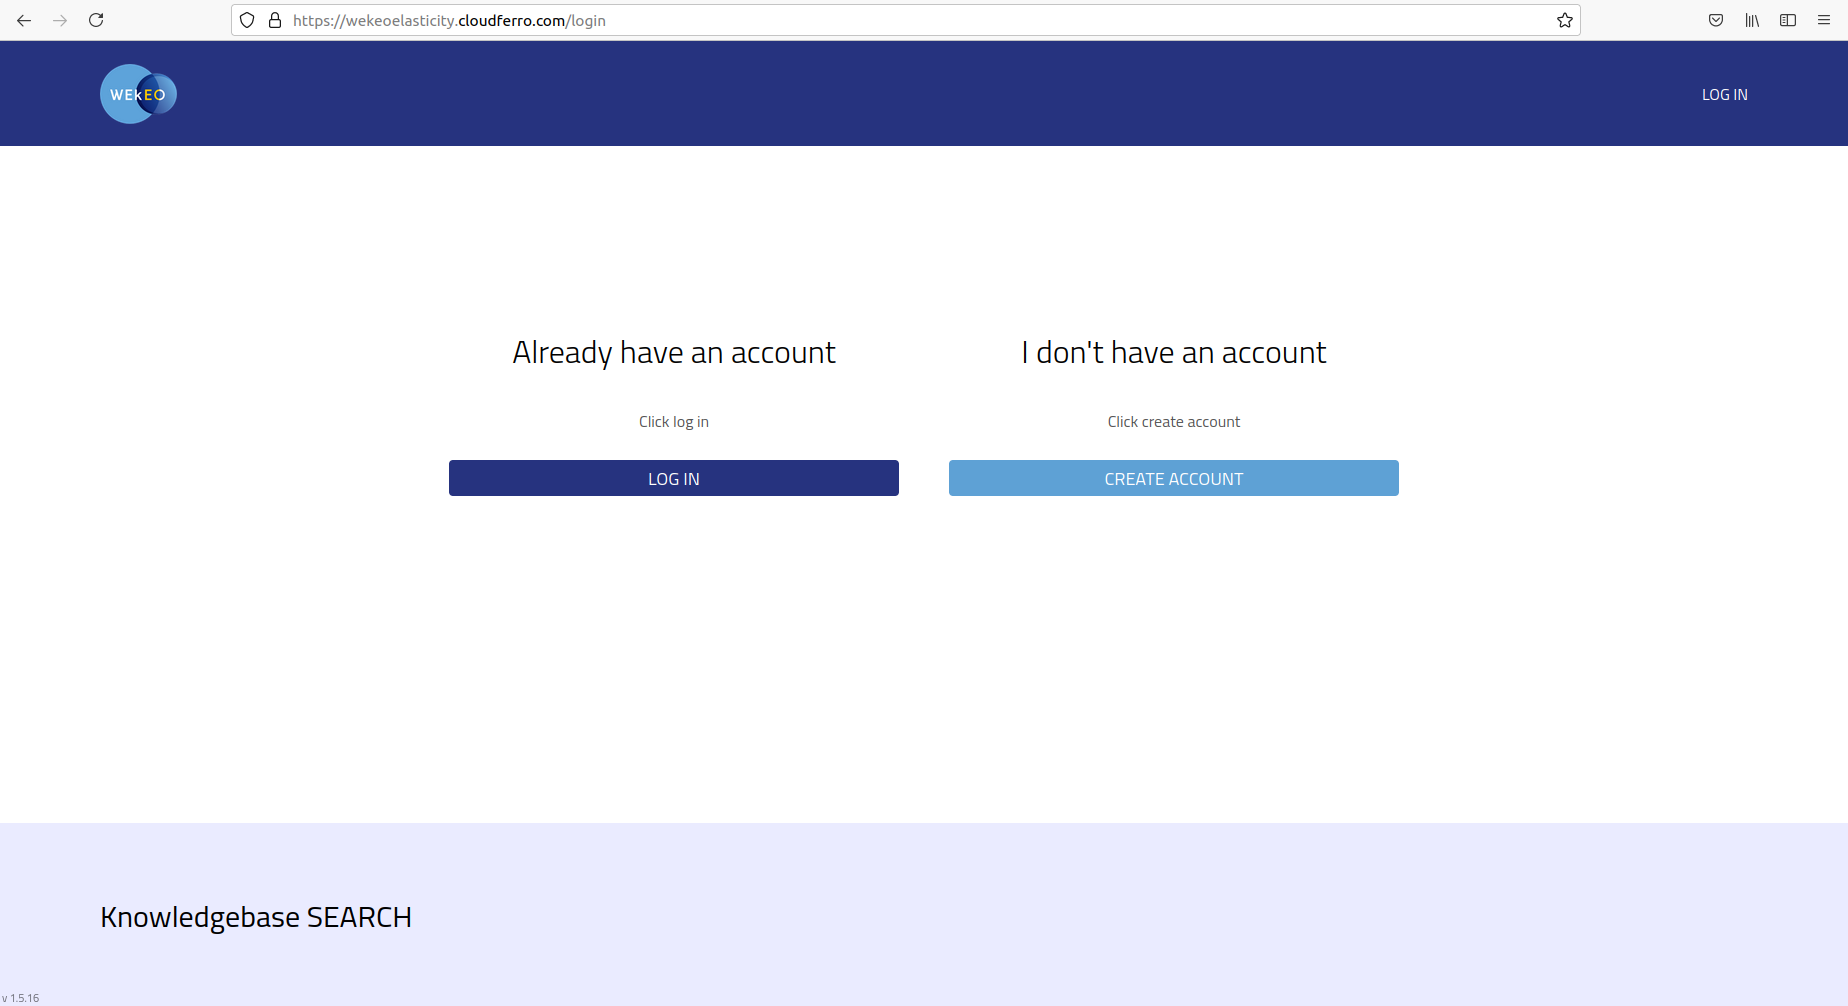 https://wekeoelasticity.cloudferro.com/login
WEkEO
LOG IN
Already have an account
I don't have an account
Click log in
Click create account
LOG IN
CREATE ACCOUNT
Knowledgebase SEARCH
v 1.5.16